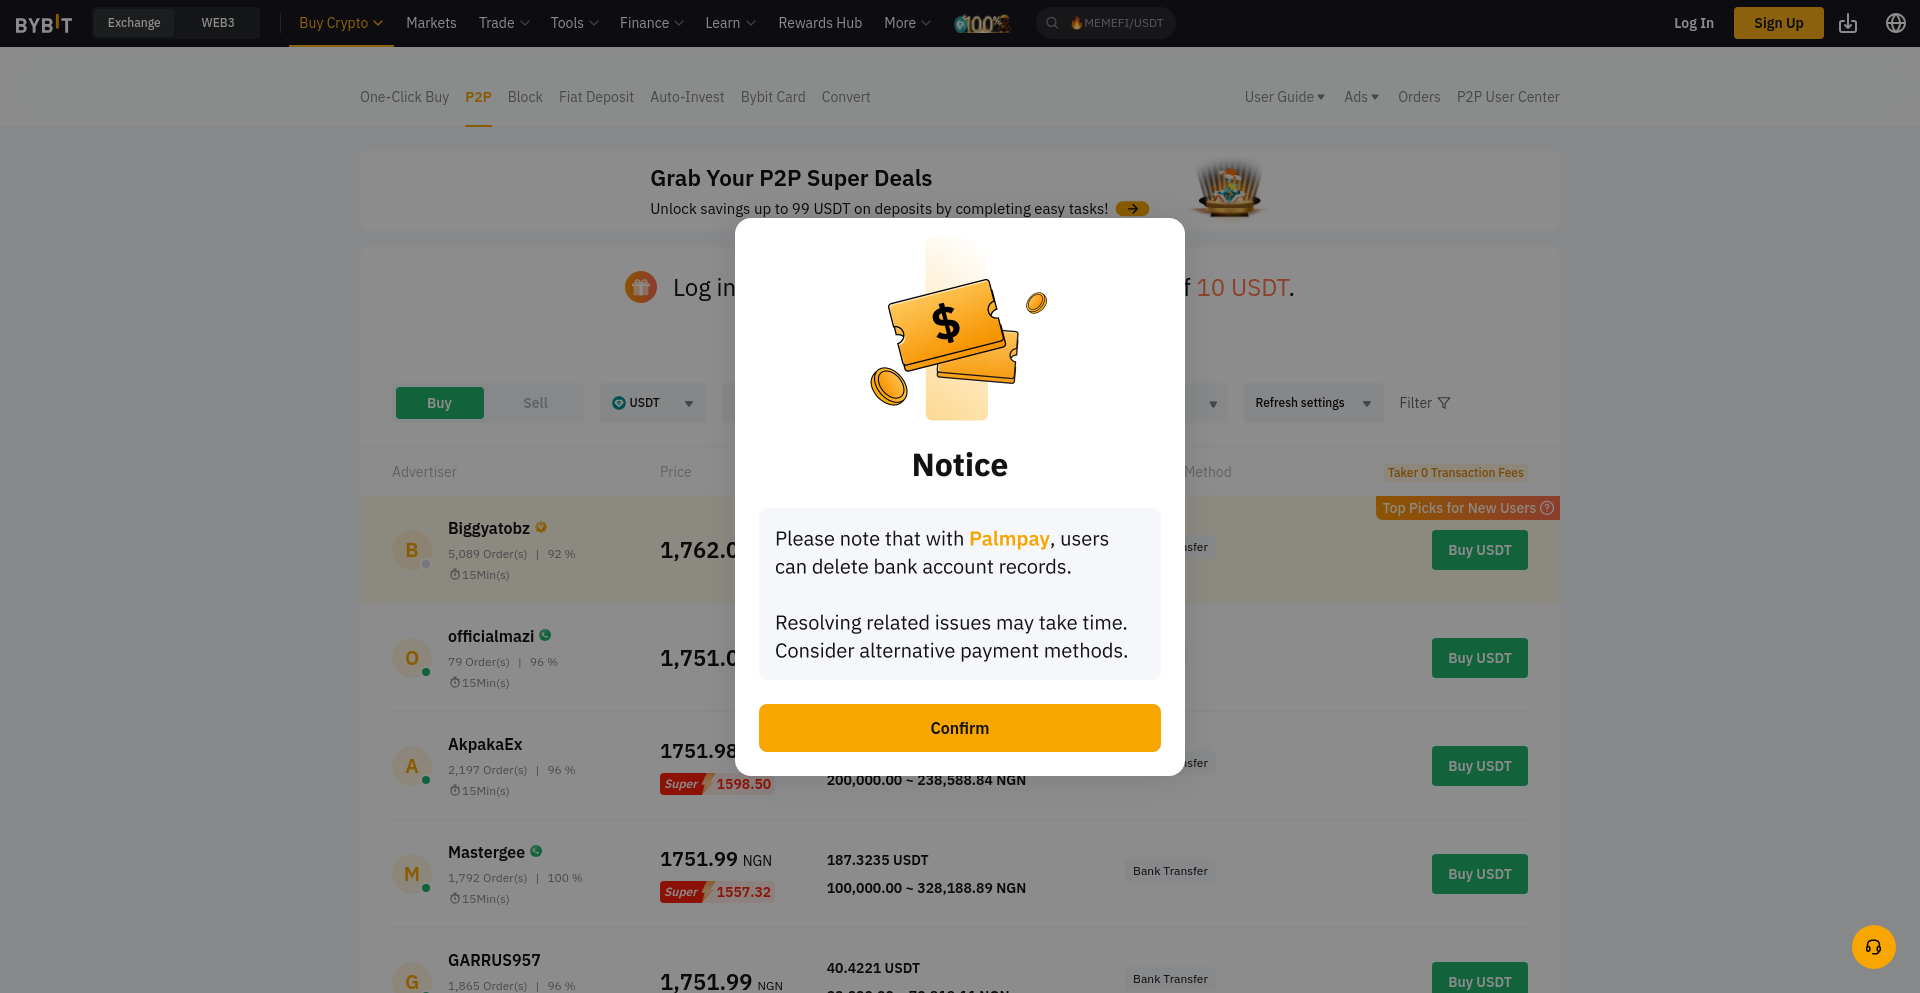 BYBIT
Exchange
WEB3
Buy Crypto
Markets
Trade
Tools
Finance
Learn
Rewards Hub
More
100%
🔥MEMEFI/USDT
Log In
Sign Up
One-Click Buy
P2P
Block
Fiat Deposit
Auto-Invest
Bybit Card
Convert
User Guide
Ads
Orders
P2P User Center
Grab Your P2P Super Deals
Unlock savings up to 99 USDT on deposits by completing easy tasks!
Log in
10 USDT.
Buy
Sell
USDT
Refresh settings
Filter
Advertiser
Price
Method
Taker 0 Transaction Fees
Top Picks for New Users
B
Biggyatobz
5,089 Order(s) | 92 %
15Min(s)
1,762.0
Buy USDT
O
officialmazi
79 Order(s) | 96 %
15Min(s)
1,751.0
Buy USDT
A
AkpakaEx
2,197 Order(s) | 96 %
15Min(s)
1751.98
Super 1598.50
200,000.00 ~ 238,588.84 NGN
Buy USDT
M
Mastergee
1,792 Order(s) | 100 %
15Min(s)
1751.99 NGN
Super 1557.32
187.3235 USDT
100,000.00 ~ 328,188.89 NGN
Bank Transfer
Buy USDT
G
GARRUS957
1,865 Order(s) | 96 %
1,751.99 NGN
40.4221 USDT
Bank Transfer
Buy USDT
$
Notice
Please note that with Palmpay, users
can delete bank account records.
Resolving related issues may take time.
Consider alternative payment methods.
Confirm